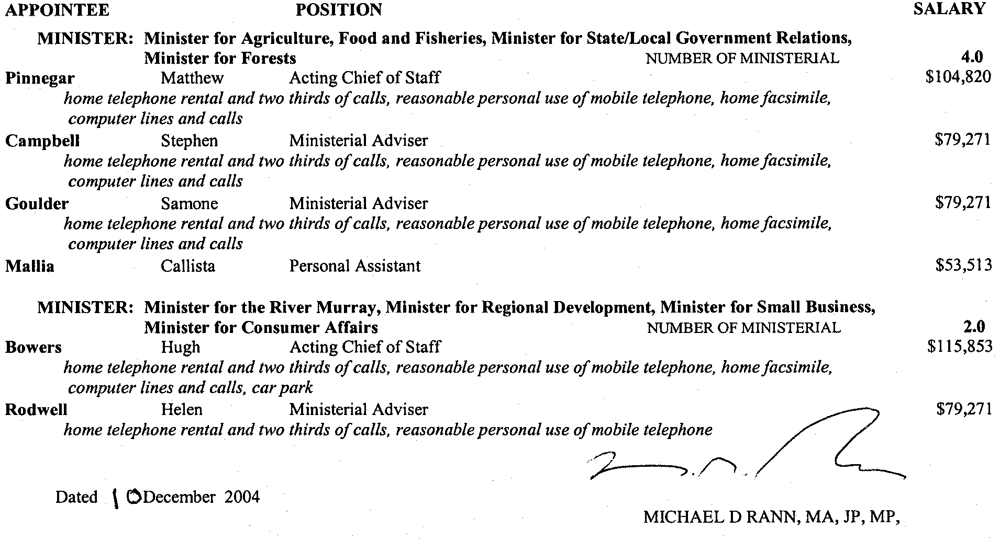 APPOINTEE POSITION SALARY
MINISTER: Minister for Agriculture, Food and Fisheries, Minister for State/Local Government Relations,
Minister for Forests NUMBER OF MINISTERIAL 4.0
Pinnegar Matthew Acting Chief of Staff $104,820
home telephone rental and two thirds of calls, reasonable personal use of mobile telephone, home facsimile,
computer lines and calls
Campbell Stephen Ministerial Adviser $79,271
home telephone rental and two thirds of calls, reasonable personal use of mobile telephone, home facsimile,
computer lines and calls
Goulder Samone Ministerial Adviser $79,271
home telephone rental and two thirds of calls, reasonable personal use of mobile telephone, home facsimile,
computer lines and calls
Mallia Callista Personal Assistant $53,513
MINISTER: Minister for the River Murray, Minister for Regional Development, Minister for Small Business,
Minister for Consumer Affairs NUMBER OF MINISTERIAL 2.0
Bowers Hugh Acting Chief of Staff $115,853
home telephone rental and two thirds of calls, reasonable personal use of mobile telephone, home facsimile,
computer lines and calls, car park
Rodwell Helen Ministerial Adviser $79,271
home telephone rental and two thirds of calls, reasonable personal use of mobile telephone
Dated 10 December 2004
MICHAEL D RANN, MA, JP, MP,